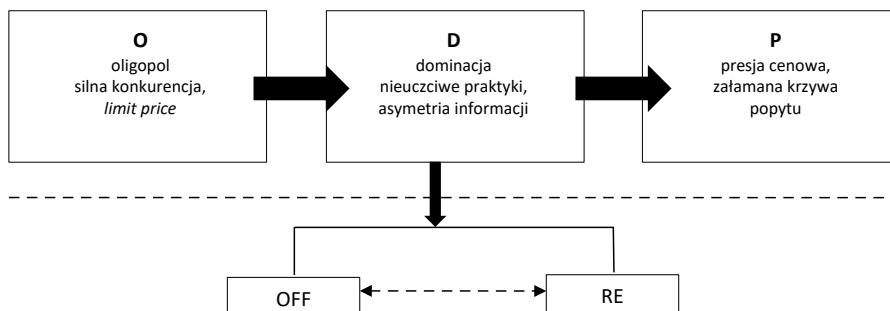 O
oligopol
silna konkurencja,
limit price
D
dominacja
nieuczciwe praktyki,
asymetria informacji
P
presja cenowa,
załamana krzywa
popytu
OFF
RE